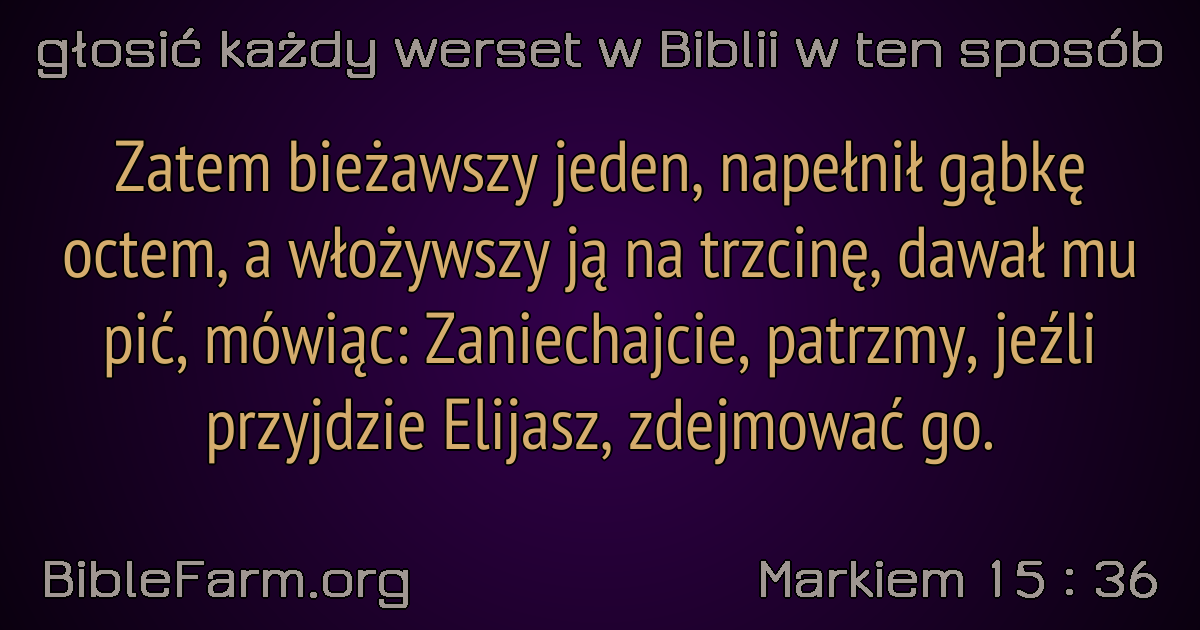 głosić każdy werset w Biblii w ten sposób
Zatem bieżawszy jeden, napełnił gąbkę
octem, a włożywszy ją na trzcinę, dawał mu
pić, mówiąc: Zaniechajcie, patrzmy, jeźli
przyjdzie Elijasz, zdejmować go.
BibleFarm.org
Markiem 15 : 36